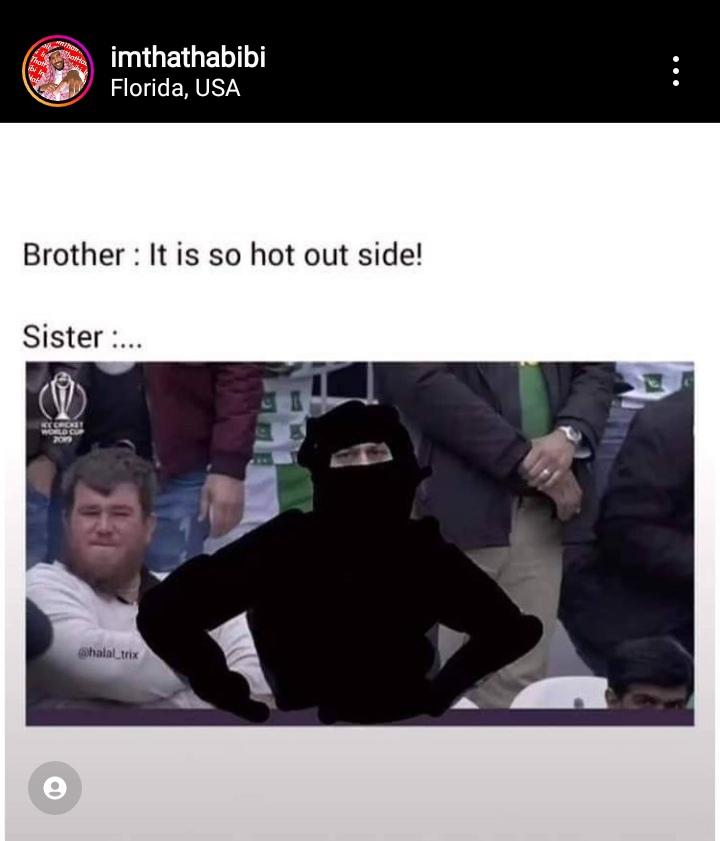 imthathabibi
Florida, USA
Brother : It is so hot out side!
Sister :...
ICC CRICKET
WORLD CUP
2019
@halal_trix